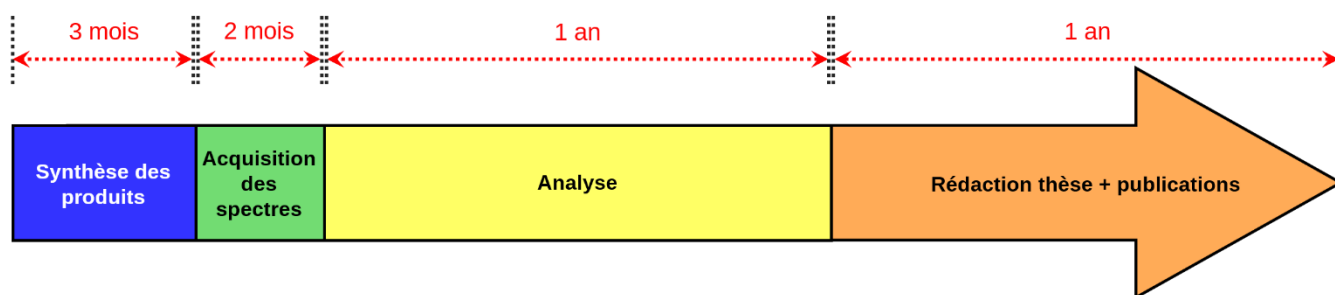 3 mois
2 mois
1 an
1 an
Synthèse des
produits
Acquisition
des
spectres
Analyse
Rédaction thèse + publications